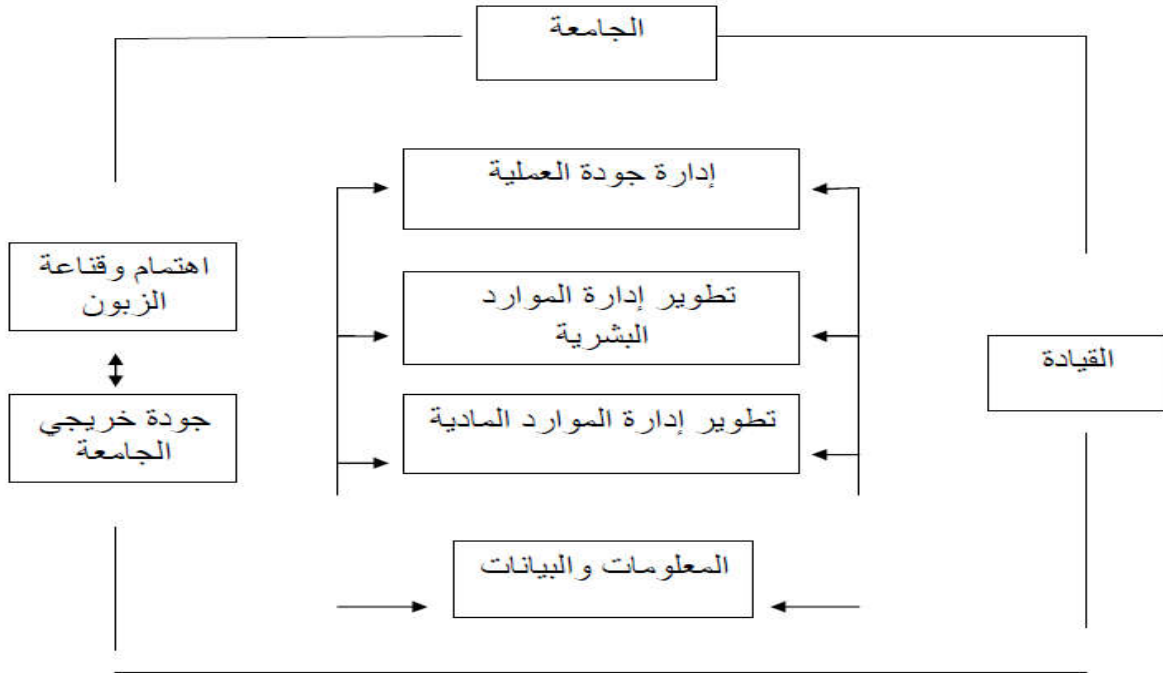 الجامعة
إدارة جودة العملية
تطوير إدارة الموارد
البشرية
تطوير إدارة الموارد المادية
المعلومات والبيانات
القيادة
اهتمام وقناعة
الزبون
جودة خريجي
الجامعة